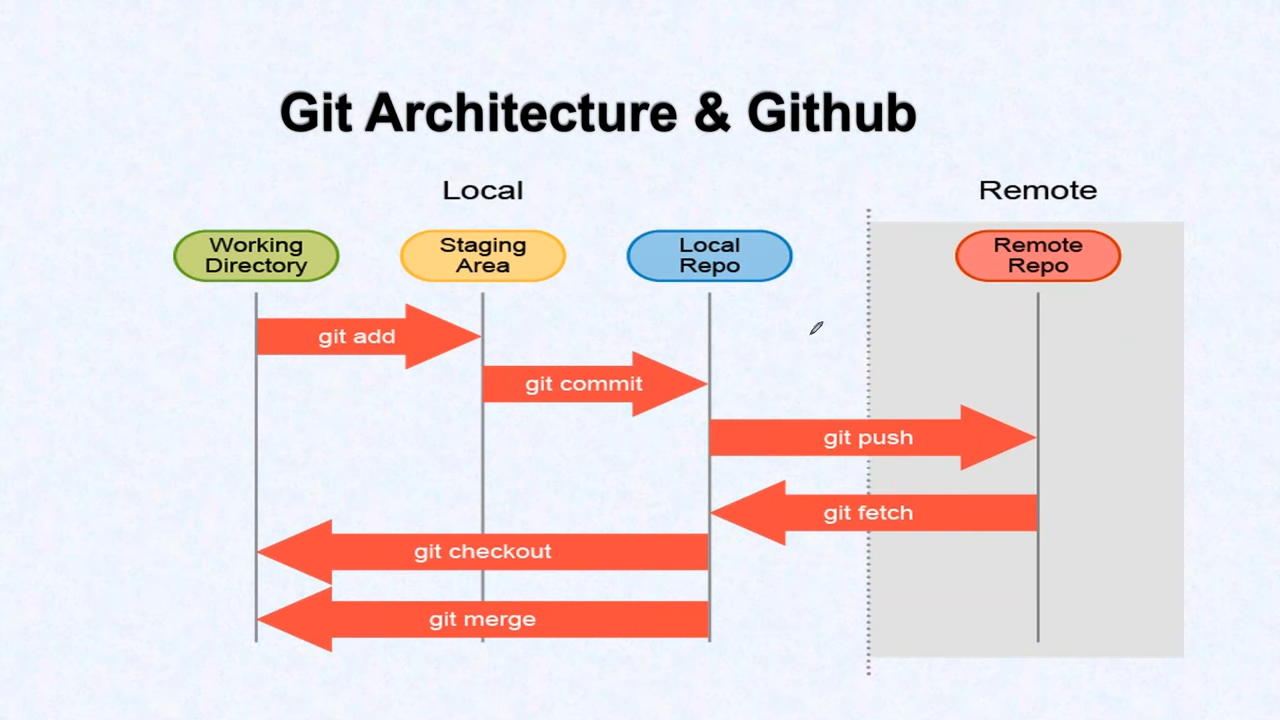 Git Architecture & Github
Local
Remote
Working
Directory
Staging
Area
Local
Repo
Remote
Repo
git add
git commit
git push
git fetch
git checkout
git merge